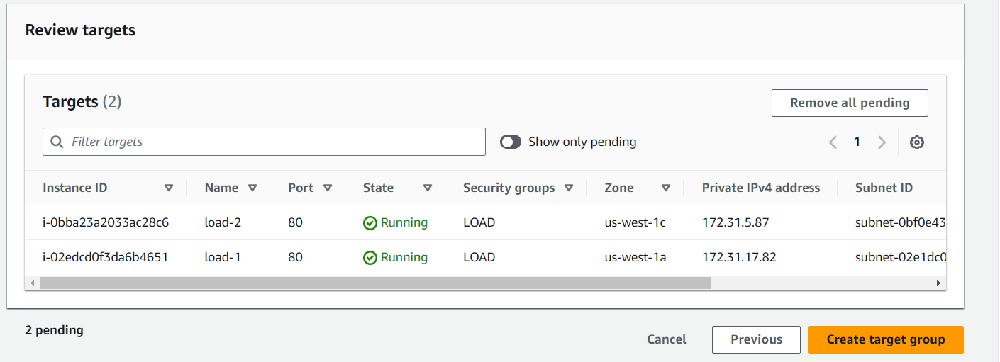 Review targets
Targets (2)
Remove all pending
Filter targets
Show only pending
1
Instance ID Name Port State Security groups Zone Private IPv4 address Subnet ID
i-0bba23a2033ac28c6 load-2 80 Running LOAD us-west-1c 172.31.5.87 subnet-0bf0e43
i-02edcd0f3da6b4651 load-1 80 Running LOAD us-west-1a 172.31.17.82 subnet-02e1dc0
2 pending
Cancel Previous Create target group